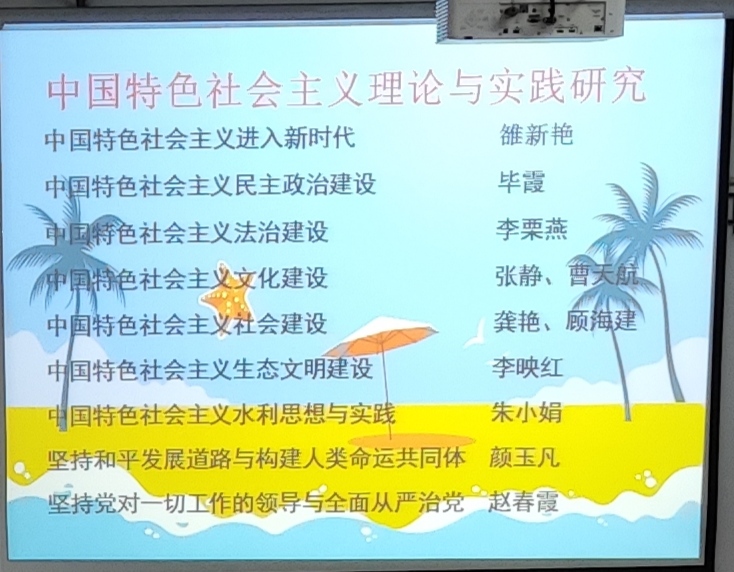 中国特色社会主义理论与实践研究
中国特色社会主义进入新时代 雒新艳
中国特色社会主义民主政治建设 毕霞
中国特色社会主义法治建设 李栗燕
中国特色社会主义文化建设 张静、曹天航
中国特色社会主义社会建设 龚艳、顾海建
中国特色社会主义生态文明建设 李映红
中国特色社会主义水利思想与实践 朱小娟
坚持和平发展道路与构建人类命运共同体 颜玉凡
坚持党对一切工作的领导与全面从严治党 赵春霞